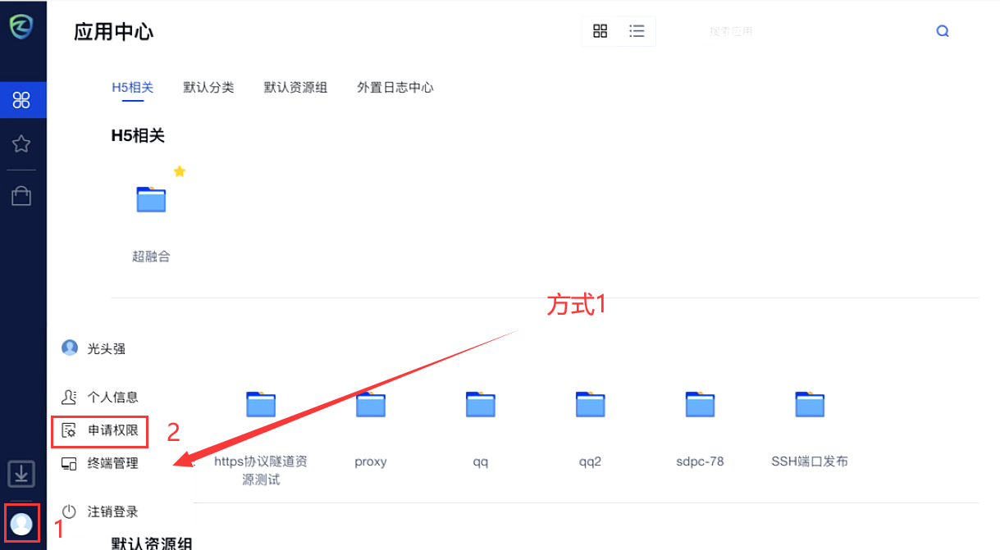 应用中心
搜索应用
H5相关
默认分类
默认资源组
外置日志中心
H5相关
超融合
方式1
光头强
个人信息
申请权限
2
终端管理
https协议隧道资
源测试
proxy
qq
qq2
sdpc-78
SSH端口发布
注销登录
1
默认资源组